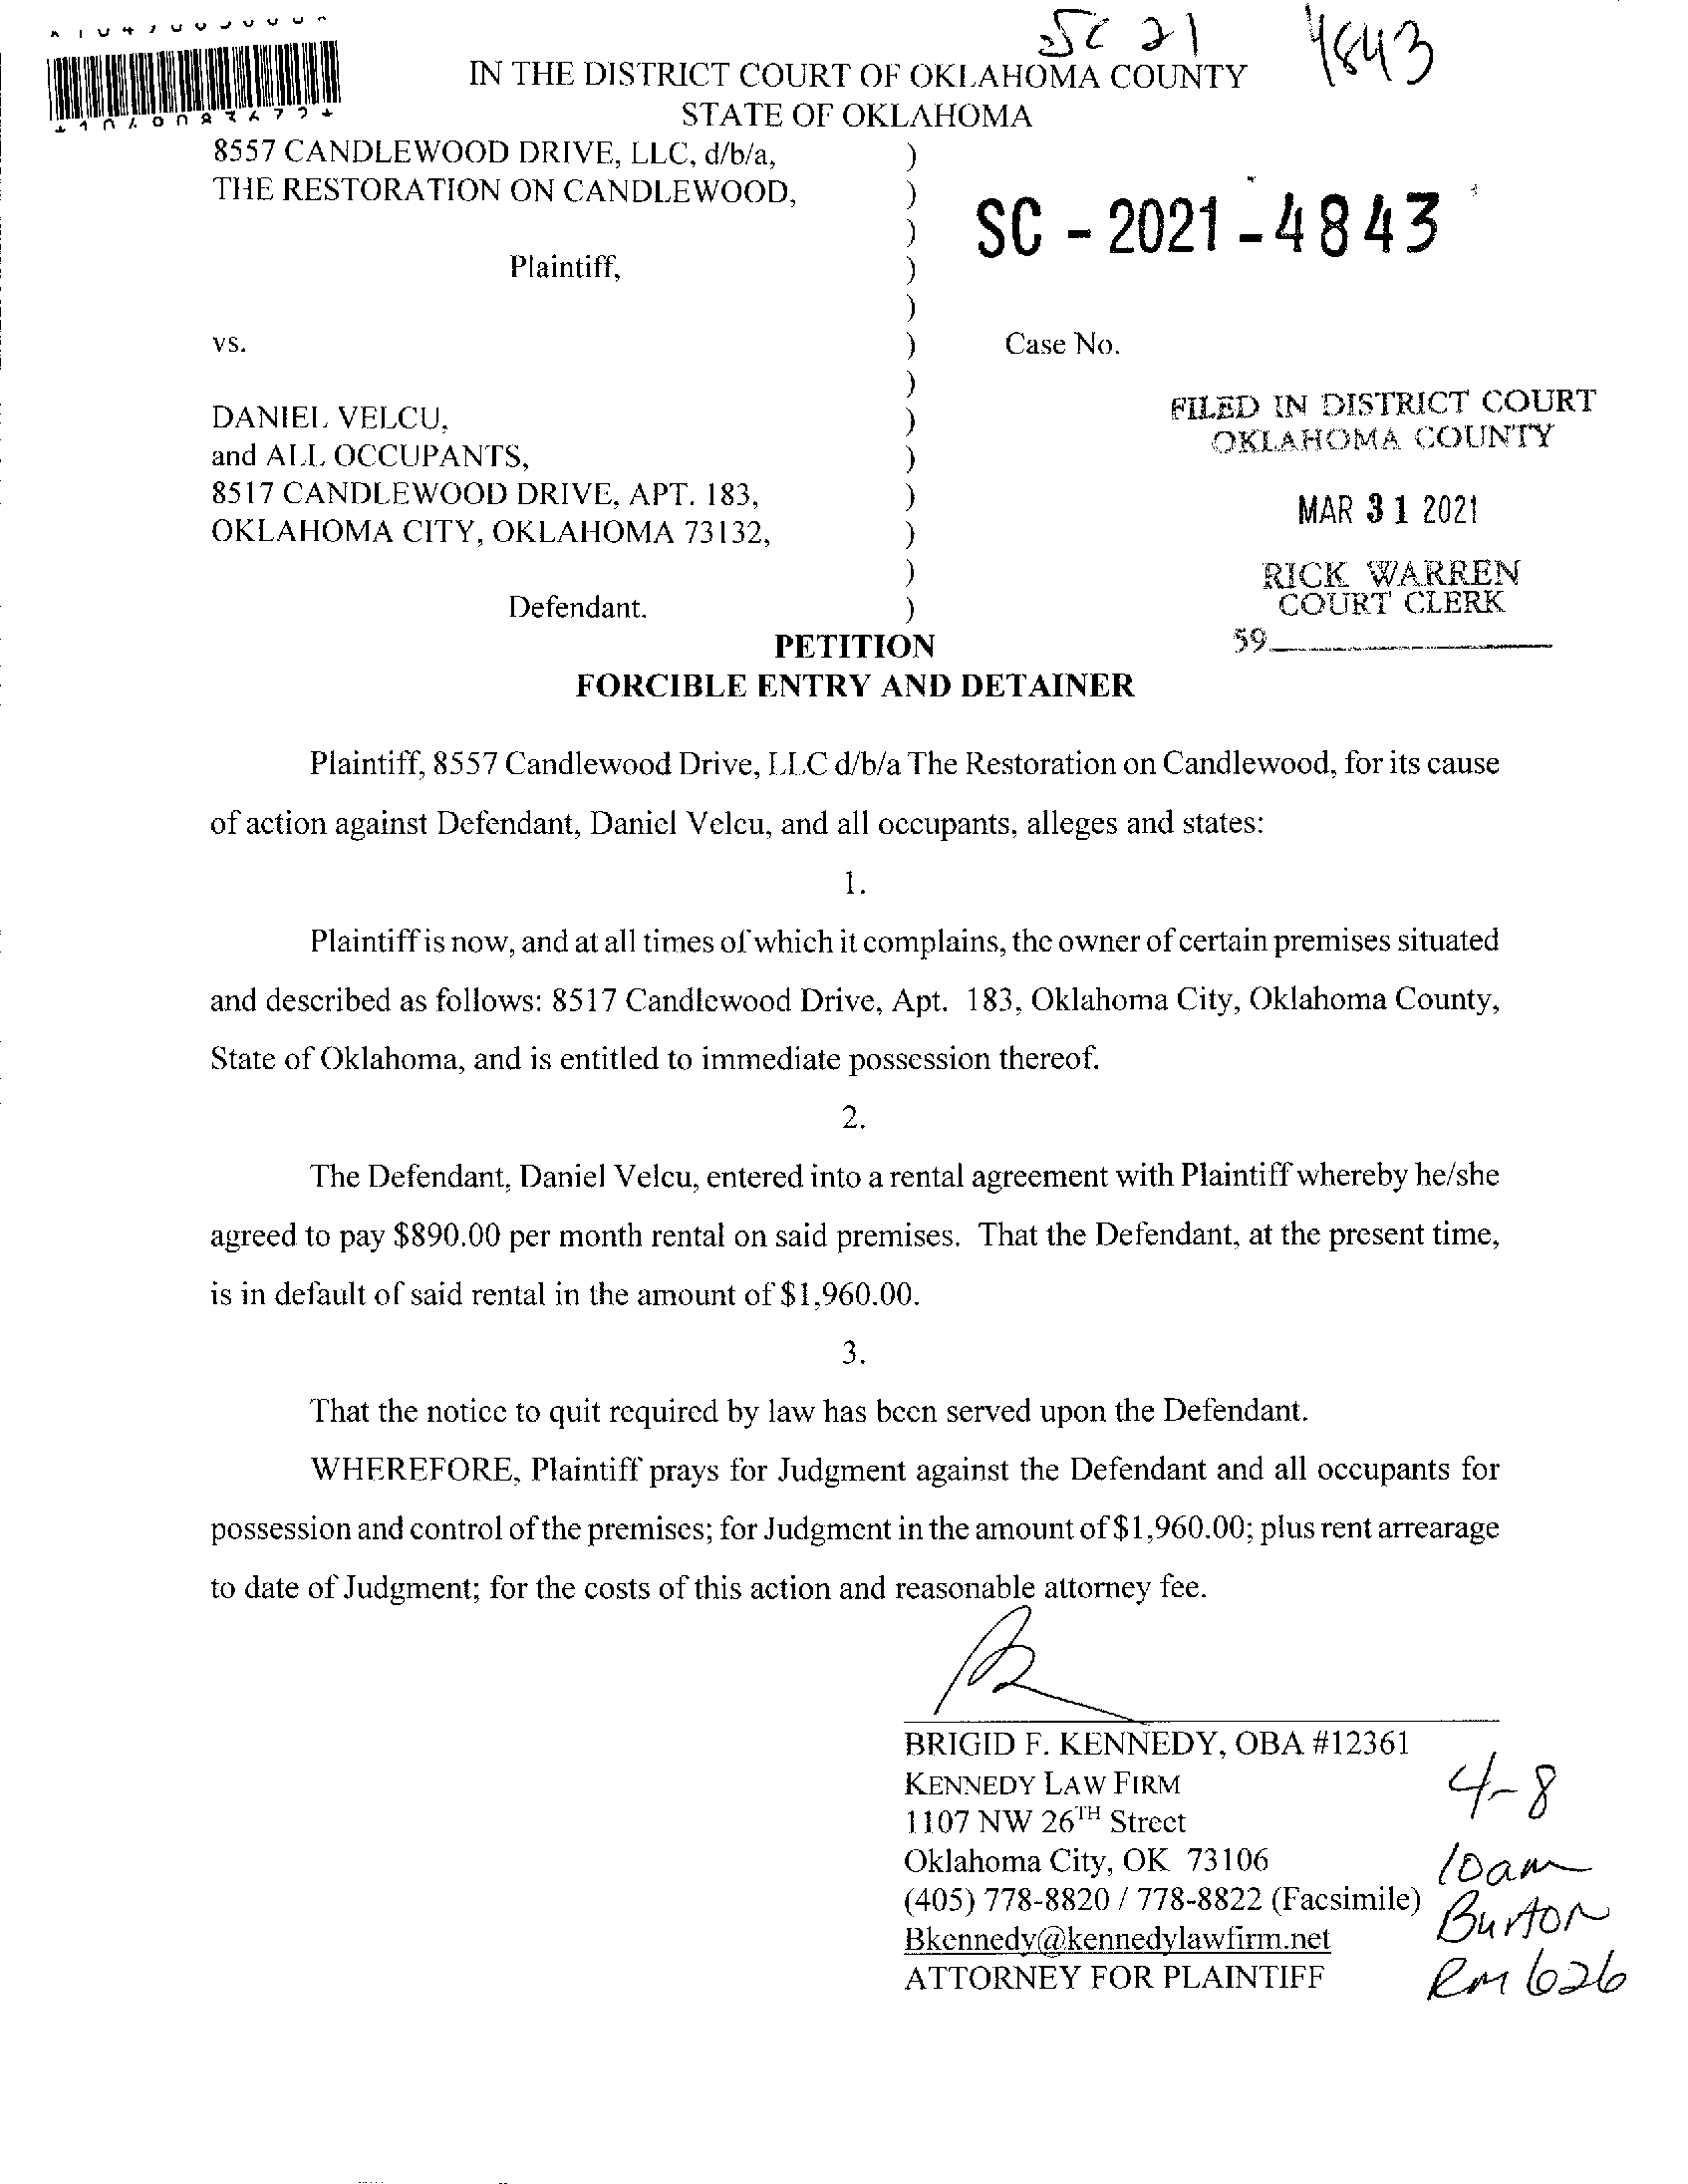 SC 21 4843
IN THE DISTRICT COURT OF OKLAHOMA COUNTY
STATE OF OKLAHOMA
8557 CANDLEWOOD DRIVE, LLC, d/b/a, )
THE RESTORATION ON CANDLEWOOD, )
)
SC - 2021 - 4843
Plaintiff, )
)
vs. ) Case No.
)
DANIEL VELCU, )
and ALL OCCUPANTS, )
8517 CANDLEWOOD DRIVE, APT. 183, )
OKLAHOMA CITY, OKLAHOMA 73132, )
)
Defendant. )
FILED IN DISTRICT COURT
OKLAHOMA COUNTY
MAR 31 2021
RICK WARREN
COURT CLERK
59
PETITION
FORCIBLE ENTRY AND DETAINER
Plaintiff, 8557 Candlewood Drive, LLC d/b/a The Restoration on Candlewood, for its cause
of action against Defendant, Daniel Velcu, and all occupants, alleges and states:
1.
Plaintiff is now, and at all times of which it complains, the owner of certain premises situated
and described as follows: 8517 Candlewood Drive, Apt. 183, Oklahoma City, Oklahoma County,
State of Oklahoma, and is entitled to immediate possession thereof.
2.
The Defendant, Daniel Velcu, entered into a rental agreement with Plaintiff whereby he/she
agreed to pay $890.00 per month rental on said premises. That the Defendant, at the present time,
is in default of said rental in the amount of $1,960.00.
3.
That the notice to quit required by law has been served upon the Defendant.
WHEREFORE, Plaintiff prays for Judgment against the Defendant and all occupants for
possession and control of the premises; for Judgment in the amount of $1,960.00; plus rent arrearage
to date of Judgment; for the costs of this action and reasonable attorney fee.
BRIGID F. KENNEDY, OBA #12361
KENNEDY LAW FIRM
1107 NW 26TH Street
Oklahoma City, OK 73106
(405) 778-8820 / 778-8822 (Facsimile)
Bkennedy@kennedylawfirm.net
ATTORNEY FOR PLAINTIFF
4-8
10am
Burton
Rm 626